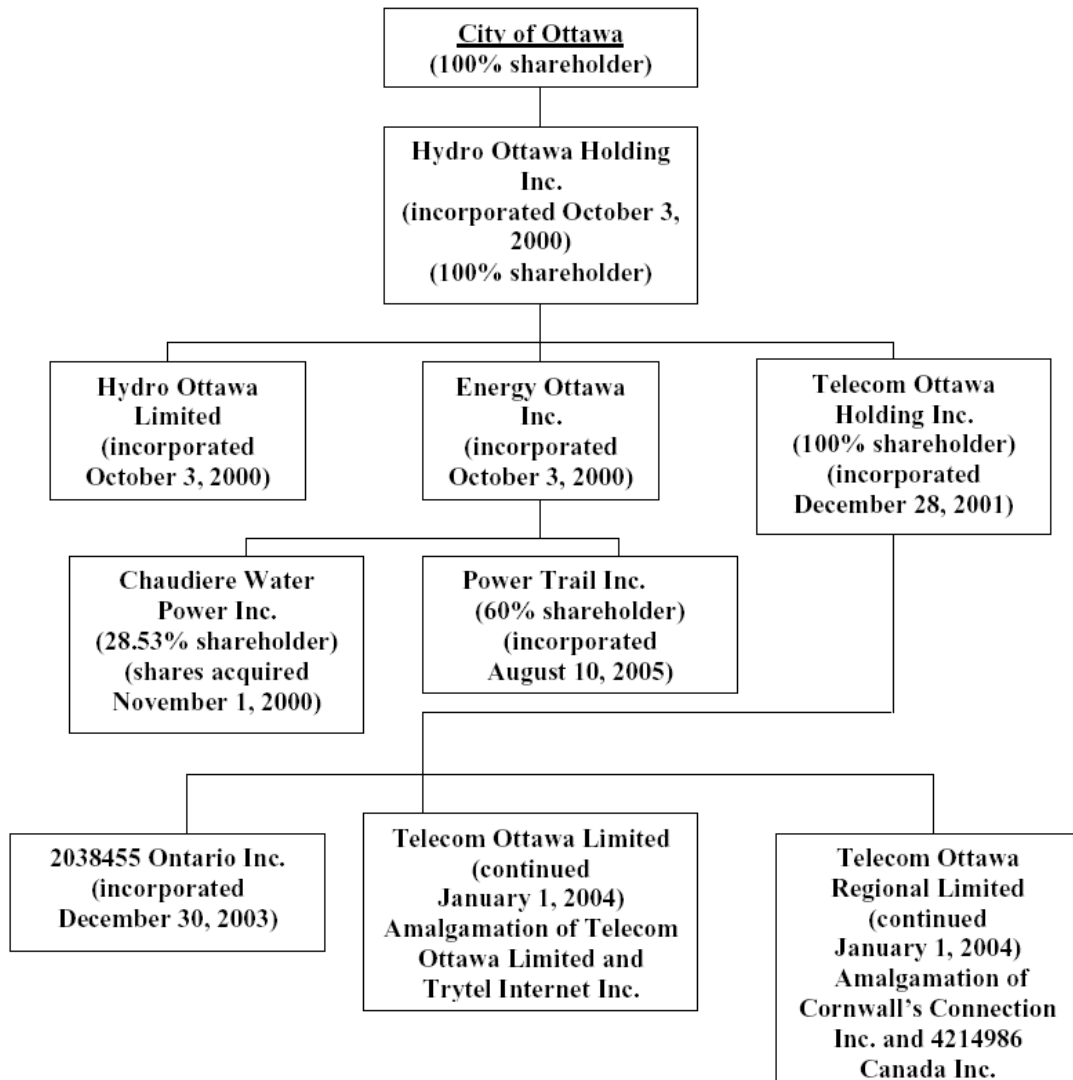 City of Ottawa
(100% shareholder)
Hydro Ottawa Holding
Inc.
(incorporated October 3,
2000)
(100% shareholder)
Hydro Ottawa
Limited
(incorporated
October 3, 2000)
Energy Ottawa
Inc.
(incorporated
October 3, 2000)
Telecom Ottawa
Holding Inc.
(100% shareholder)
(incorporated
December 28, 2001)
Chaudiere Water
Power Inc.
(28.53% shareholder)
(shares acquired
November 1, 2000)
Power Trail Inc.
(60% shareholder)
(incorporated
August 10, 2005)
2038455 Ontario Inc.
(incorporated
December 30, 2003)
Telecom Ottawa Limited
(continued
January 1, 2004)
Amalgamation of Telecom
Ottawa Limited and
Trytel Internet Inc.
Telecom Ottawa
Regional Limited
(continued
January 1, 2004)
Amalgamation of
Cornwall's Connection
Inc. and 4214986
Canada Inc.